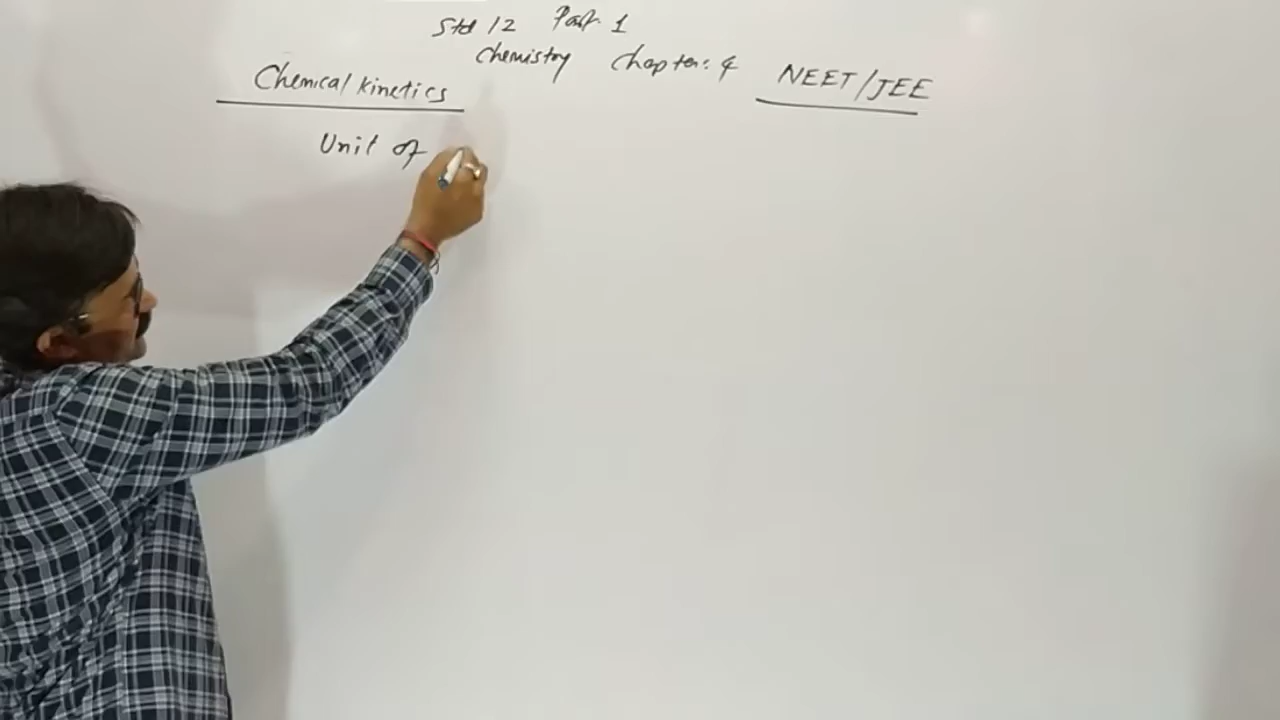 Std 12 Part 1
Chemistry Chapter: 4 NEET/JEE
Chemical Kinetics
Unit of